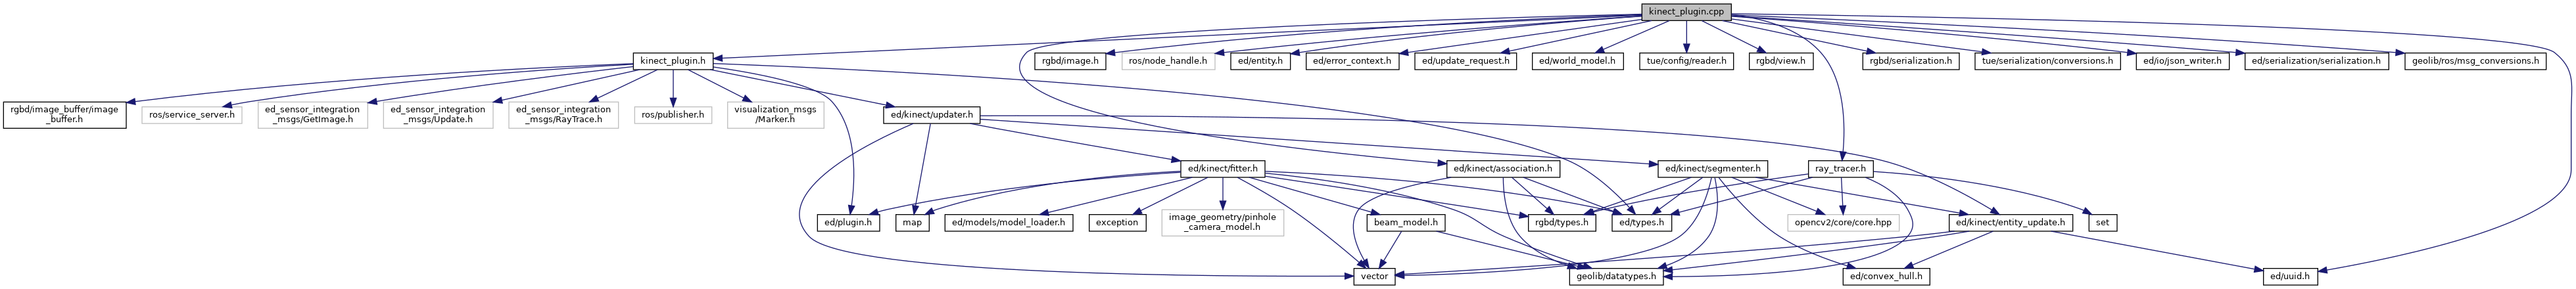 kinect_plugin.cpp
kinect_plugin.h
rgbd/image.h
ros/node_handle.h
ed/entity.h
ed/error_context.h
ed/update_request.h
ed/world_model.h
tue/config/reader.h
rgbd/view.h
rgbd/serialization.h
tue/serialization/conversions.h
ed/io/json_writer.h
ed/serialization/serialization.h
geolib/ros/msg_conversions.h
rgbd/image_buffer/image
_buffer.h
ros/service_server.h
ed_sensor_integration
_msgs/GetImage.h
ed_sensor_integration
_msgs/Update.h
ed_sensor_integration
_msgs/RayTrace.h
ros/publisher.h
visualization_msgs
/Marker.h
ed/kinect/updater.h
ed/kinect/fitter.h
ed/kinect/association.h
ed/kinect/segmenter.h
ray_tracer.h
ed/plugin.h
map
ed/models/model_loader.h
exception
image_geometry/pinhole
_camera_model.h
beam_model.h
rgbd/types.h
ed/types.h
opencv2/core/core.hpp
ed/kinect/entity_update.h
set
vector
geolib/datatypes.h
ed/convex_hull.h
ed/uuid.h